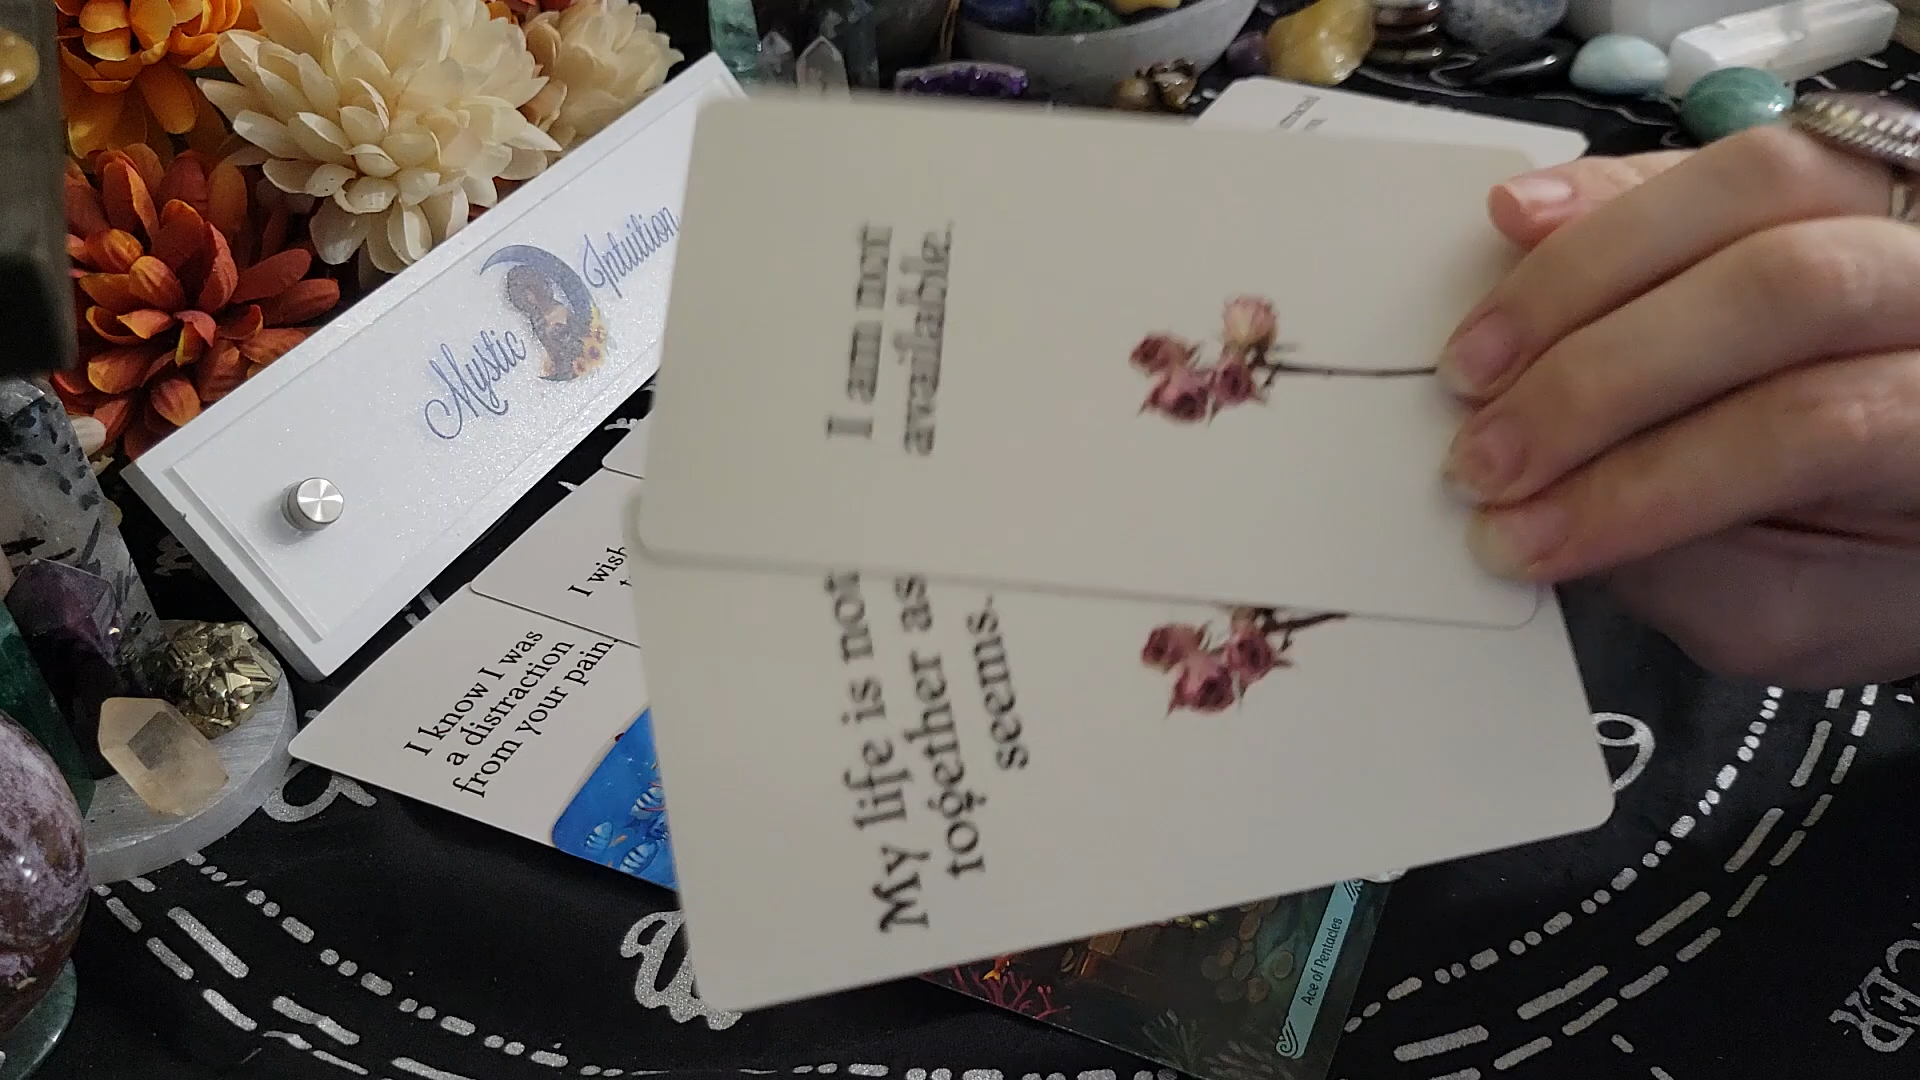 Mystic Intuition
I am not
available.
My life is not
together as
seems.
I wish
I know I was
a distraction
from your pain.
Ace of Pentacles